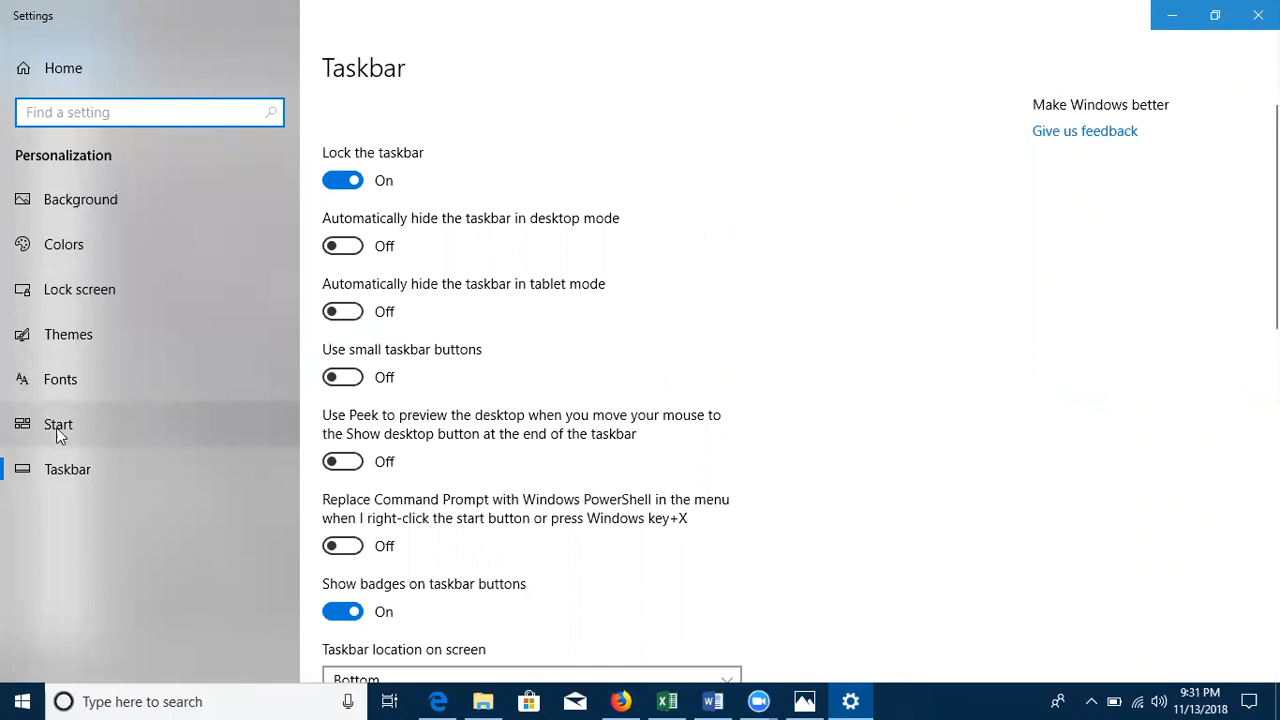 Settings
Home
Find a setting
Personalization
Background
Colors
Lock screen
Themes
Fonts
Start
Taskbar
Taskbar
Lock the taskbar
On
Automatically hide the taskbar in desktop mode
Off
Automatically hide the taskbar in tablet mode
Off
Use small taskbar buttons
Off
Use Peek to preview the desktop when you move your mouse to
the Show desktop button at the end of the taskbar
Off
Replace Command Prompt with Windows PowerShell in the menu
when I right-click the start button or press Windows key+X
Off
Show badges on taskbar buttons
On
Taskbar location on screen
Bottom
Make Windows better
Give us feedback
Type here to search
9:31 PM
11/13/2018